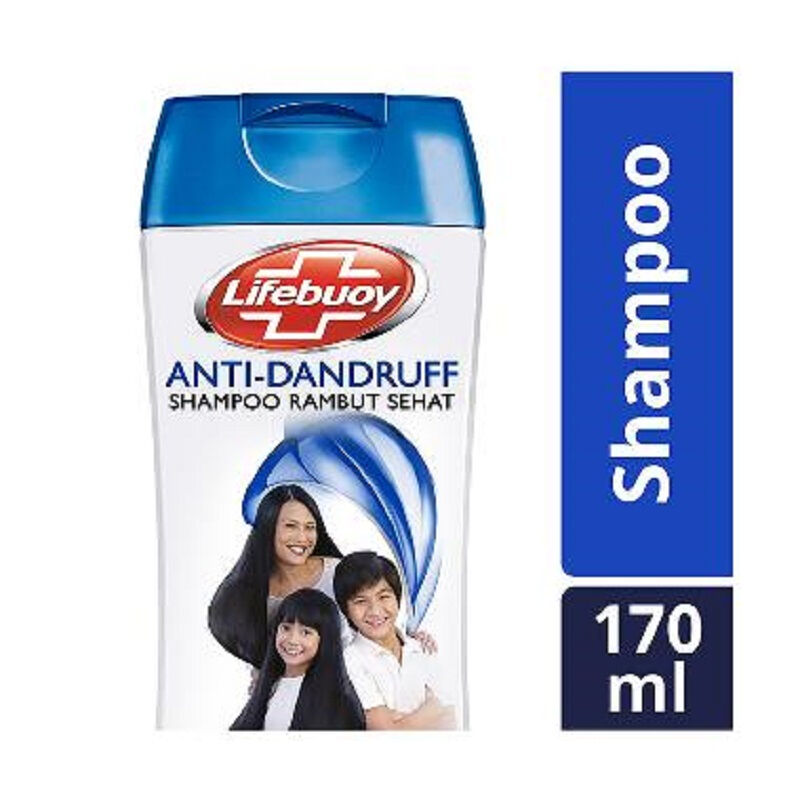 Lifebuoy
ANTI-DANDRUFF
SHAMPOO RAMBUT SEHAT
Shampoo
170
ml